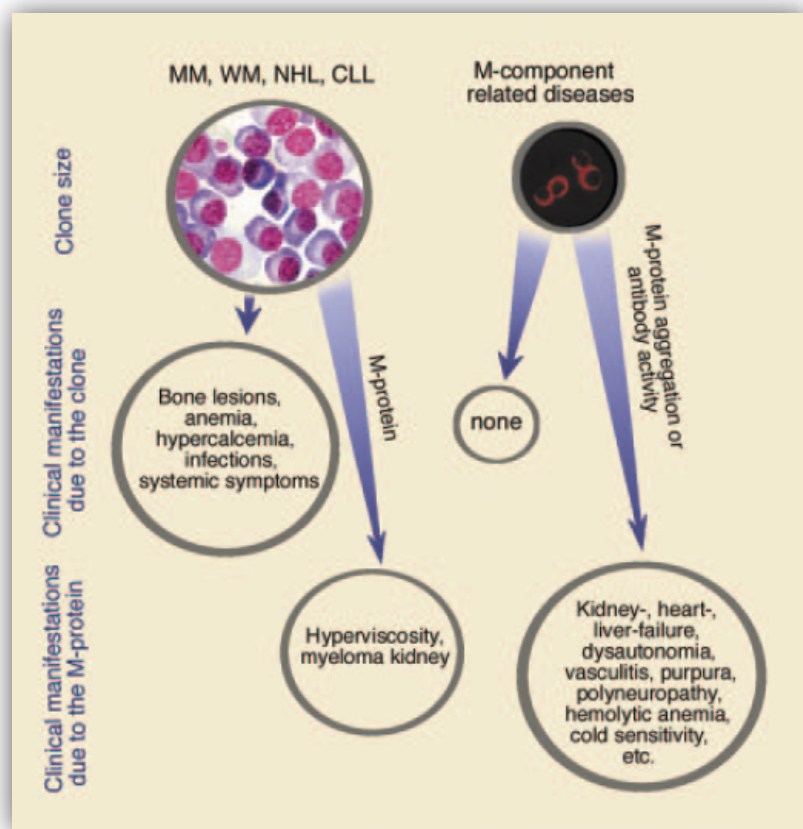 MM, WM, NHL, CLL
M-component
related diseases
Clone size
Clinical manifestations
due to the clone
Clinical manifestations
due to the M-protein
Bone lesions,
anemia,
hypercalcemia,
infections,
systemic symptoms
M-protein
Hyperviscosity,
myeloma kidney
none
M-protein aggregation or
antibody activity
Kidney-, heart-,
liver-failure,
dysautonomia,
vasculitis, purpura,
polyneuropathy,
hemolytic anemia,
cold sensitivity,
etc.